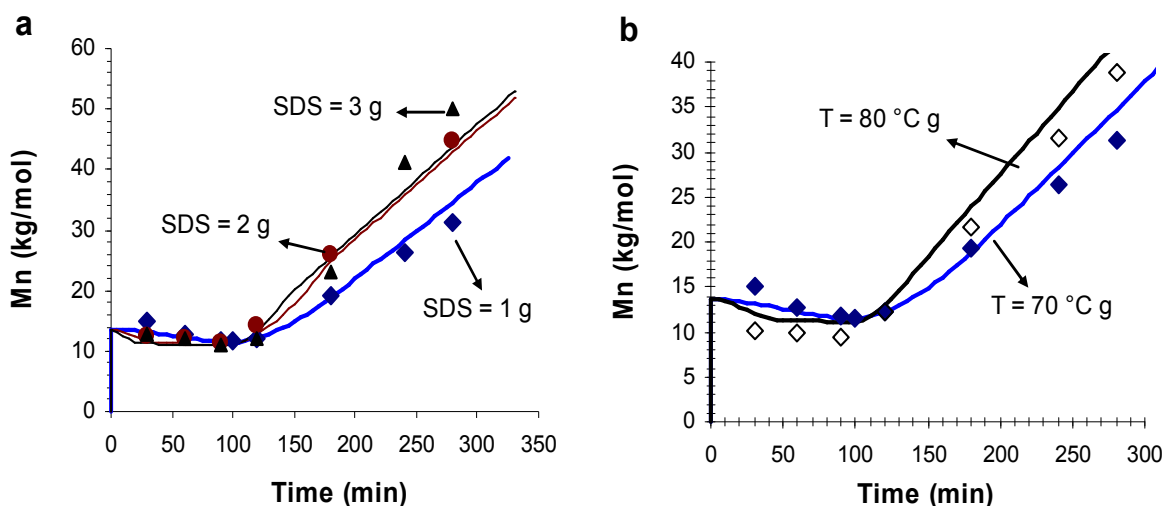 a
60
50
40
30
20
10
0
Mn (kg/mol)
SDS = 3 g
SDS = 2 g
SDS = 1 g
0 50 100 150 200 250 300 350
Time (min)
b
40
35
30
25
20
15
10
5
0
Mn (kg/mol)
T = 80 °C g
T = 70 °C g
0 50 100 150 200 250 300
Time (min)